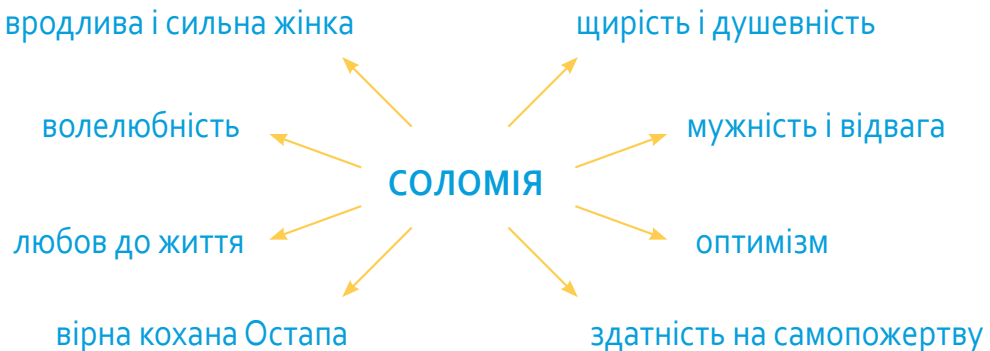 вродлива і сильна жінка
щирість і душевність
волелюбність
мужність і відвага
СОЛОМІЯ
любов до життя
оптимізм
вірна кохана Остапа
здатність на самопожертву